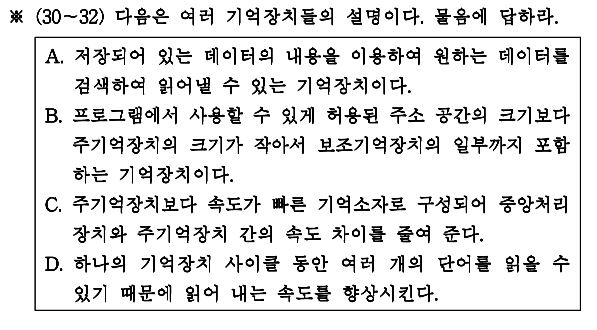 ※ (30~32) 다음은 여러 기억장치들의 설명이다. 물음에 답하라.
A. 저장되어 있는 데이터의 내용을 이용하여 원하는 데이터를
검색하여 읽어낼 수 있는 기억장치이다.
B. 프로그램에서 사용할 수 있게 허용된 주소 공간의 크기보다
주기억장치의 크기가 작아서 보조기억장치의 일부까지 포함
하는 기억장치이다.
C. 주기억장치보다 속도가 빠른 기억소자로 구성되어 중앙처리
장치와 주기억장치 간의 속도 차이를 줄여 준다.
D. 하나의 기억장치 사이클 동안 여러 개의 단어를 읽을 수
있기 때문에 읽어 내는 속도를 향상시킨다.